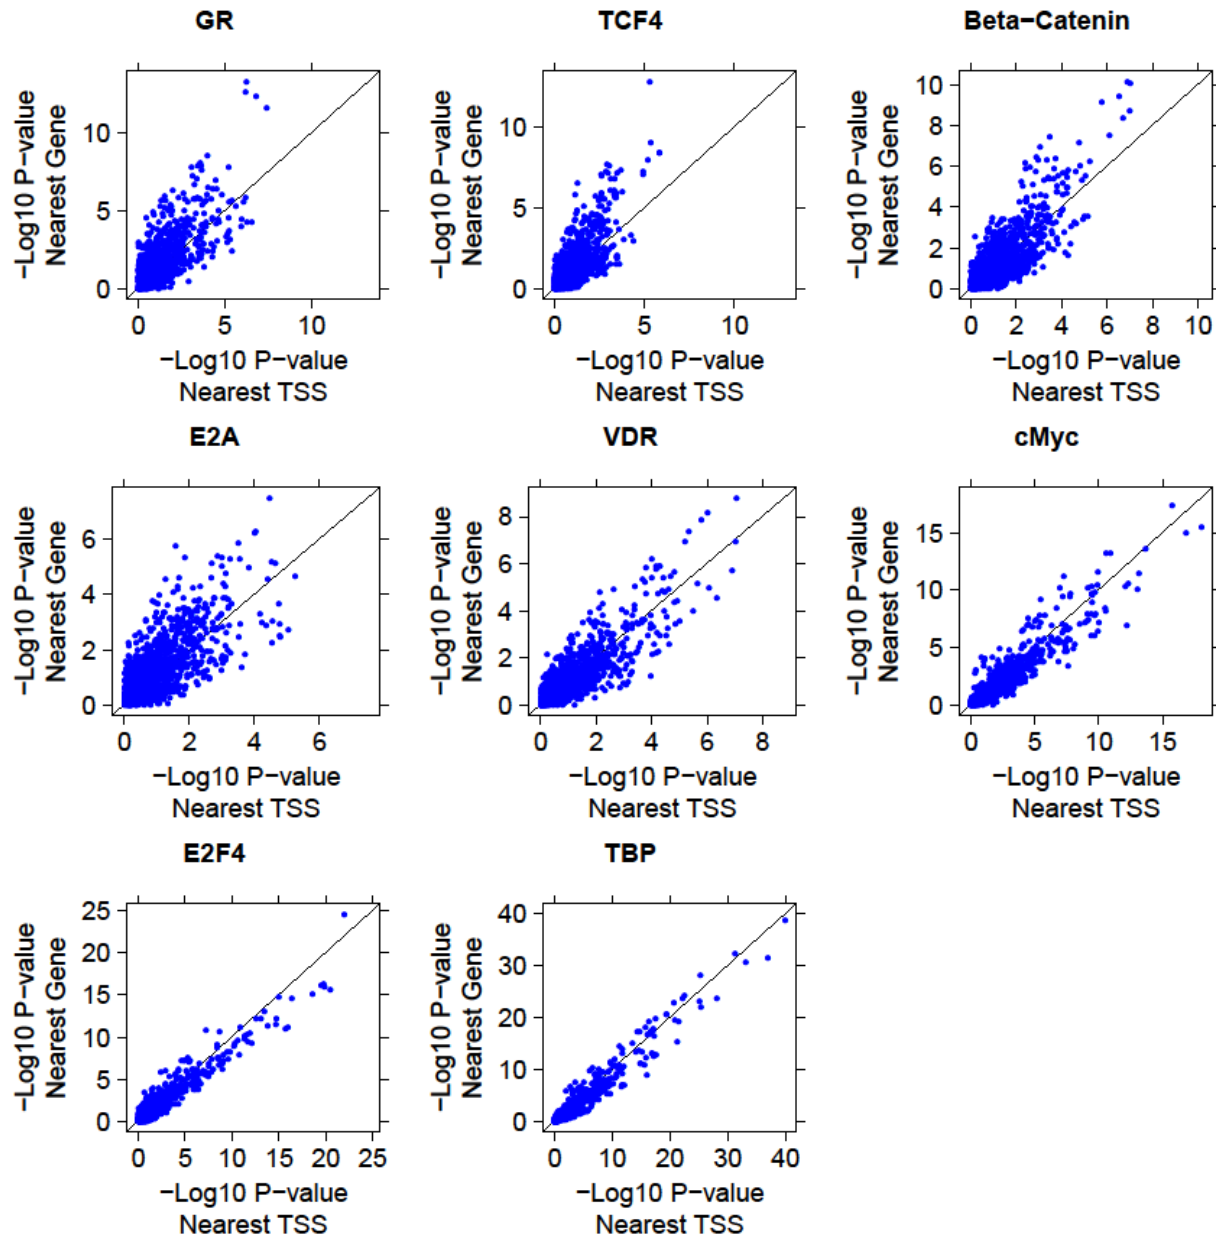 GR
−Log10 P−value
Nearest Gene
10
5
0
0 5 10
−Log10 P−value
Nearest TSS
TCF4
−Log10 P−value
Nearest Gene
10
5
0
0 5 10
−Log10 P−value
Nearest TSS
Beta−Catenin
−Log10 P−value
Nearest Gene
10
8
6
4
2
0
0 2 4 6 8 10
−Log10 P−value
Nearest TSS
E2A
−Log10 P−value
Nearest Gene
6
4
2
0
0 2 4 6
−Log10 P−value
Nearest TSS
VDR
−Log10 P−value
Nearest Gene
8
6
4
2
0
0 2 4 6 8
−Log10 P−value
Nearest TSS
cMyc
−Log10 P−value
Nearest Gene
15
10
5
0
0 5 10 15
−Log10 P−value
Nearest TSS
E2F4
−Log10 P−value
Nearest Gene
25
20
15
10
5
0
0 5 10 15 20 25
−Log10 P−value
Nearest TSS
TBP
−Log10 P−value
Nearest Gene
40
30
20
10
0
0 10 20 30 40
−Log10 P−value
Nearest TSS